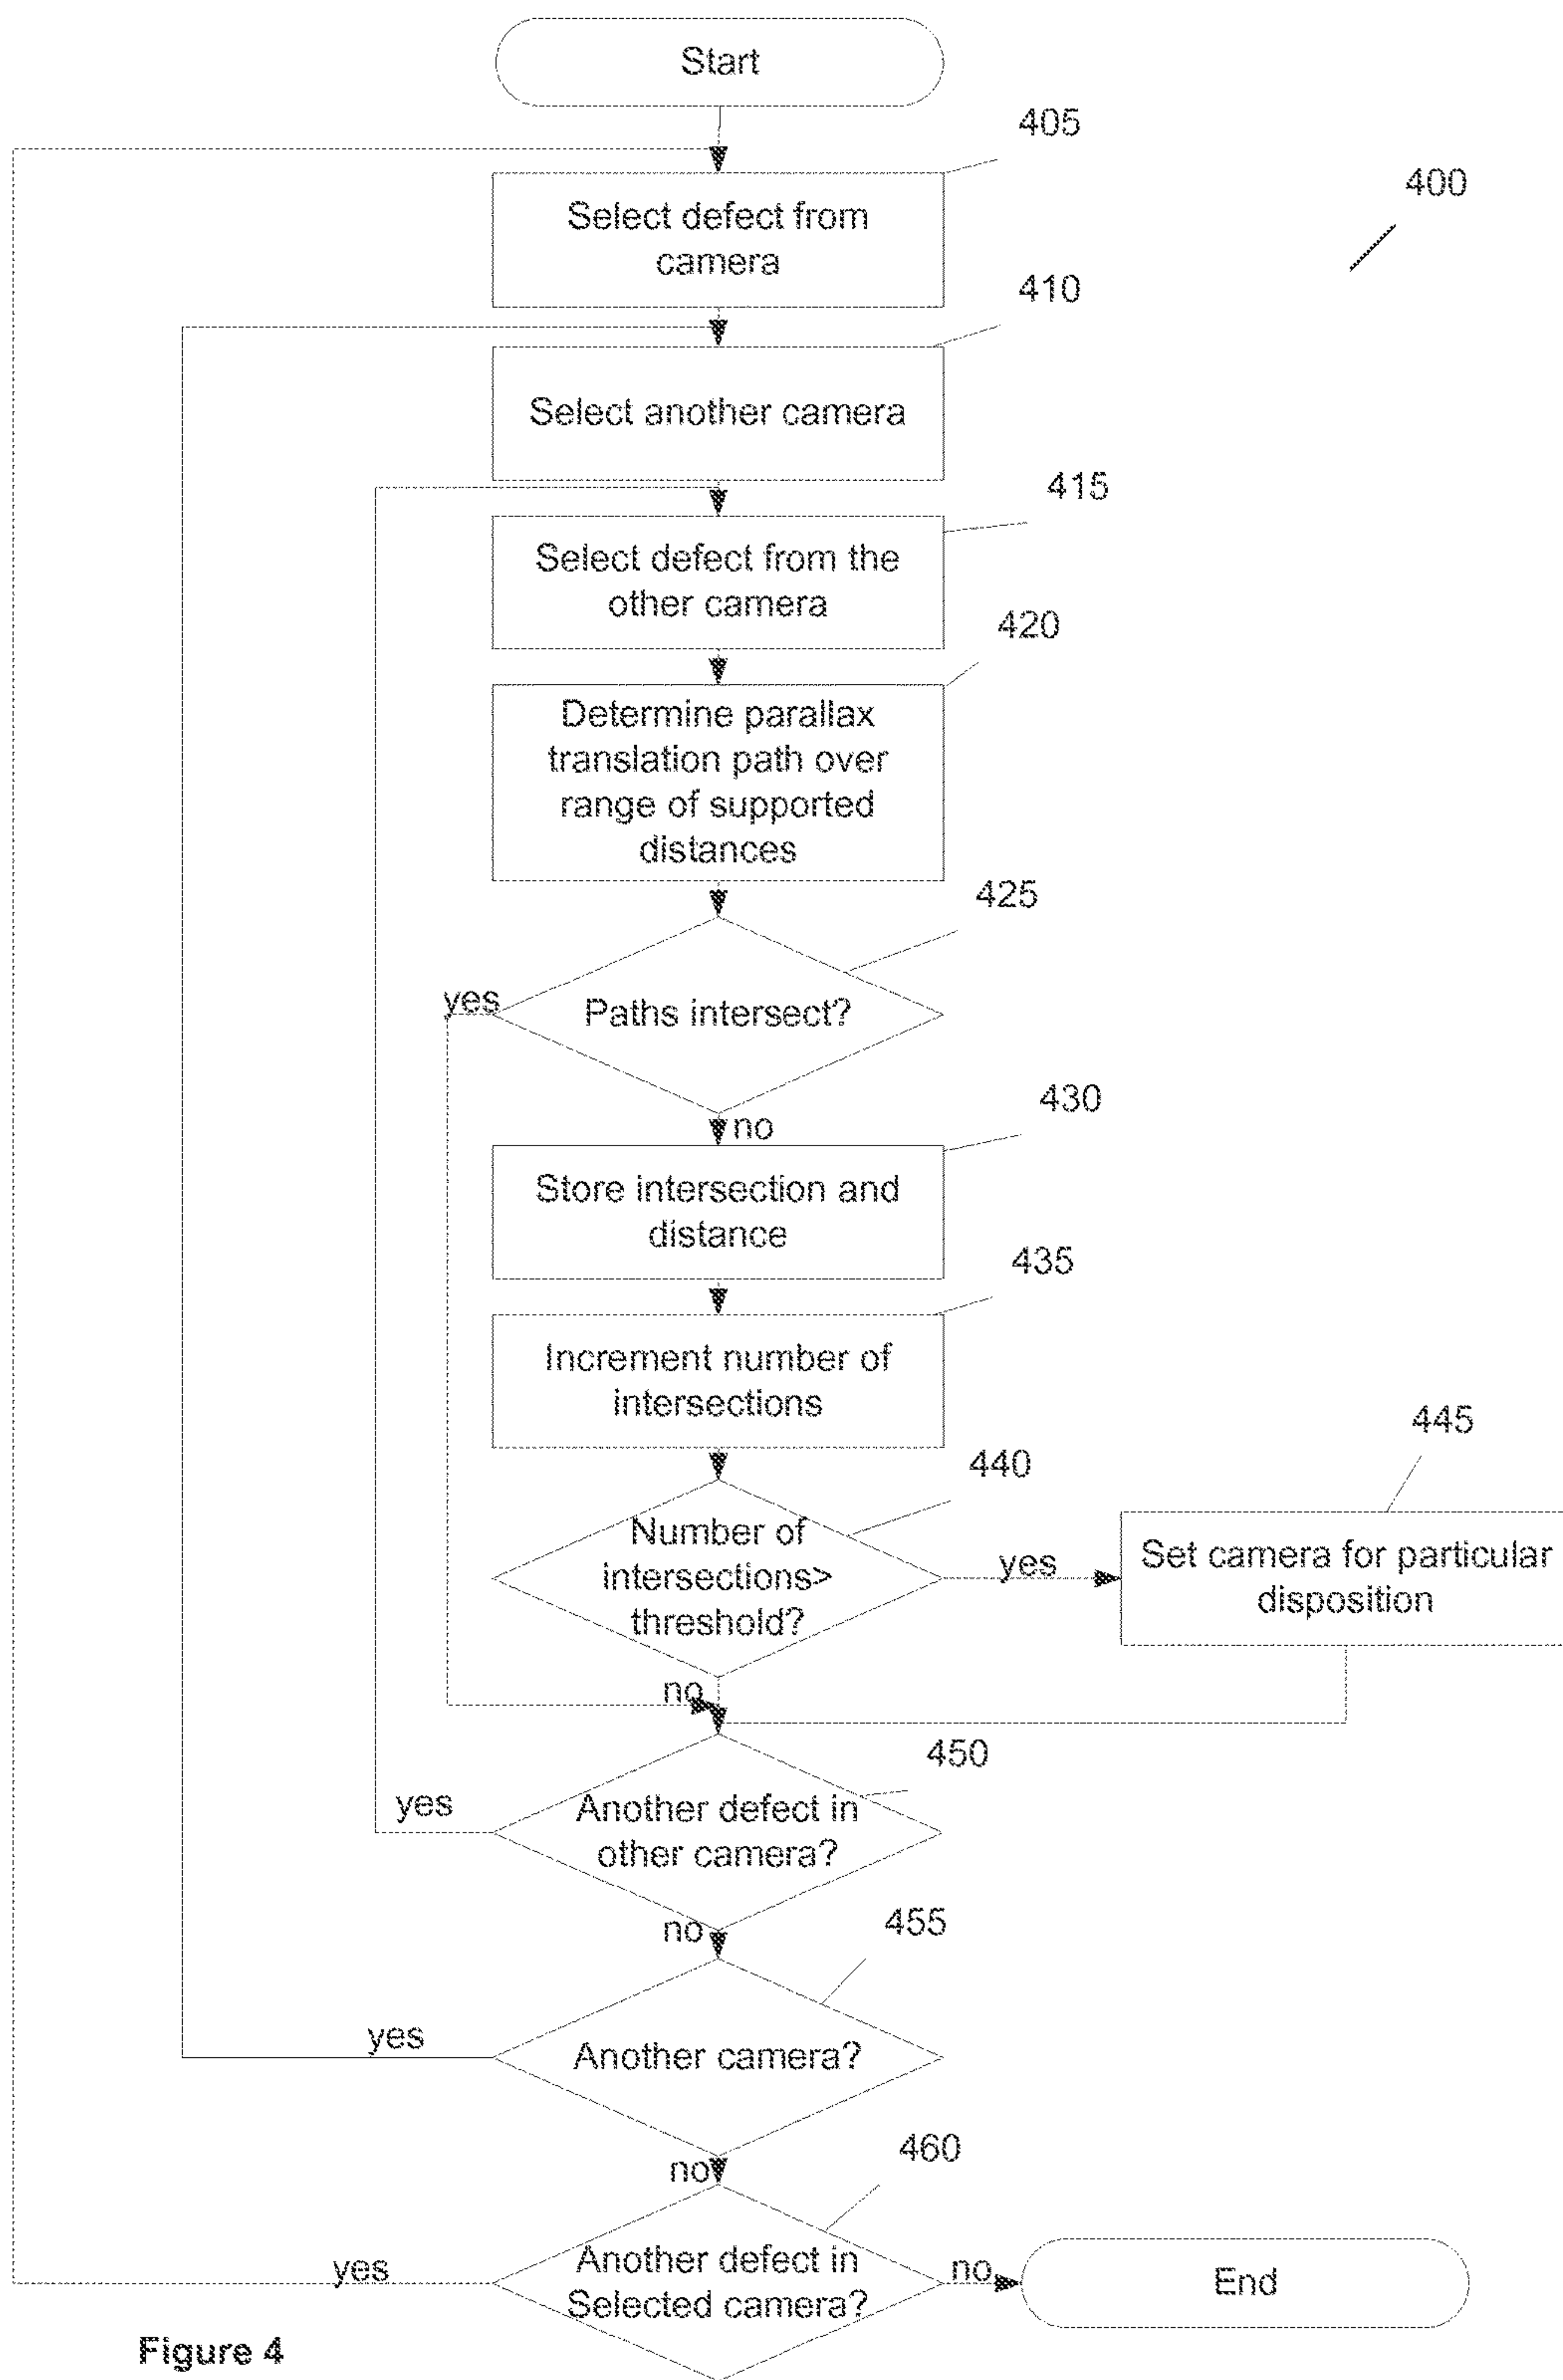 Start
405
400
Select defect from
camera
410
Select another camera
415
Select defect from the
other camera
420
Determine parallax
translation path over
range of supported
distances
425
yes
Paths intersect?
no
430
Store intersection and
distance
435
Increment number of
intersections
445
440
Number of
intersections>
threshold?
yes
Set camera for particular
disposition
no
450
yes
Another defect in
other camera?
no
455
yes
Another camera?
no
460
yes
Another defect in
Selected camera?
no
End
Figure 4